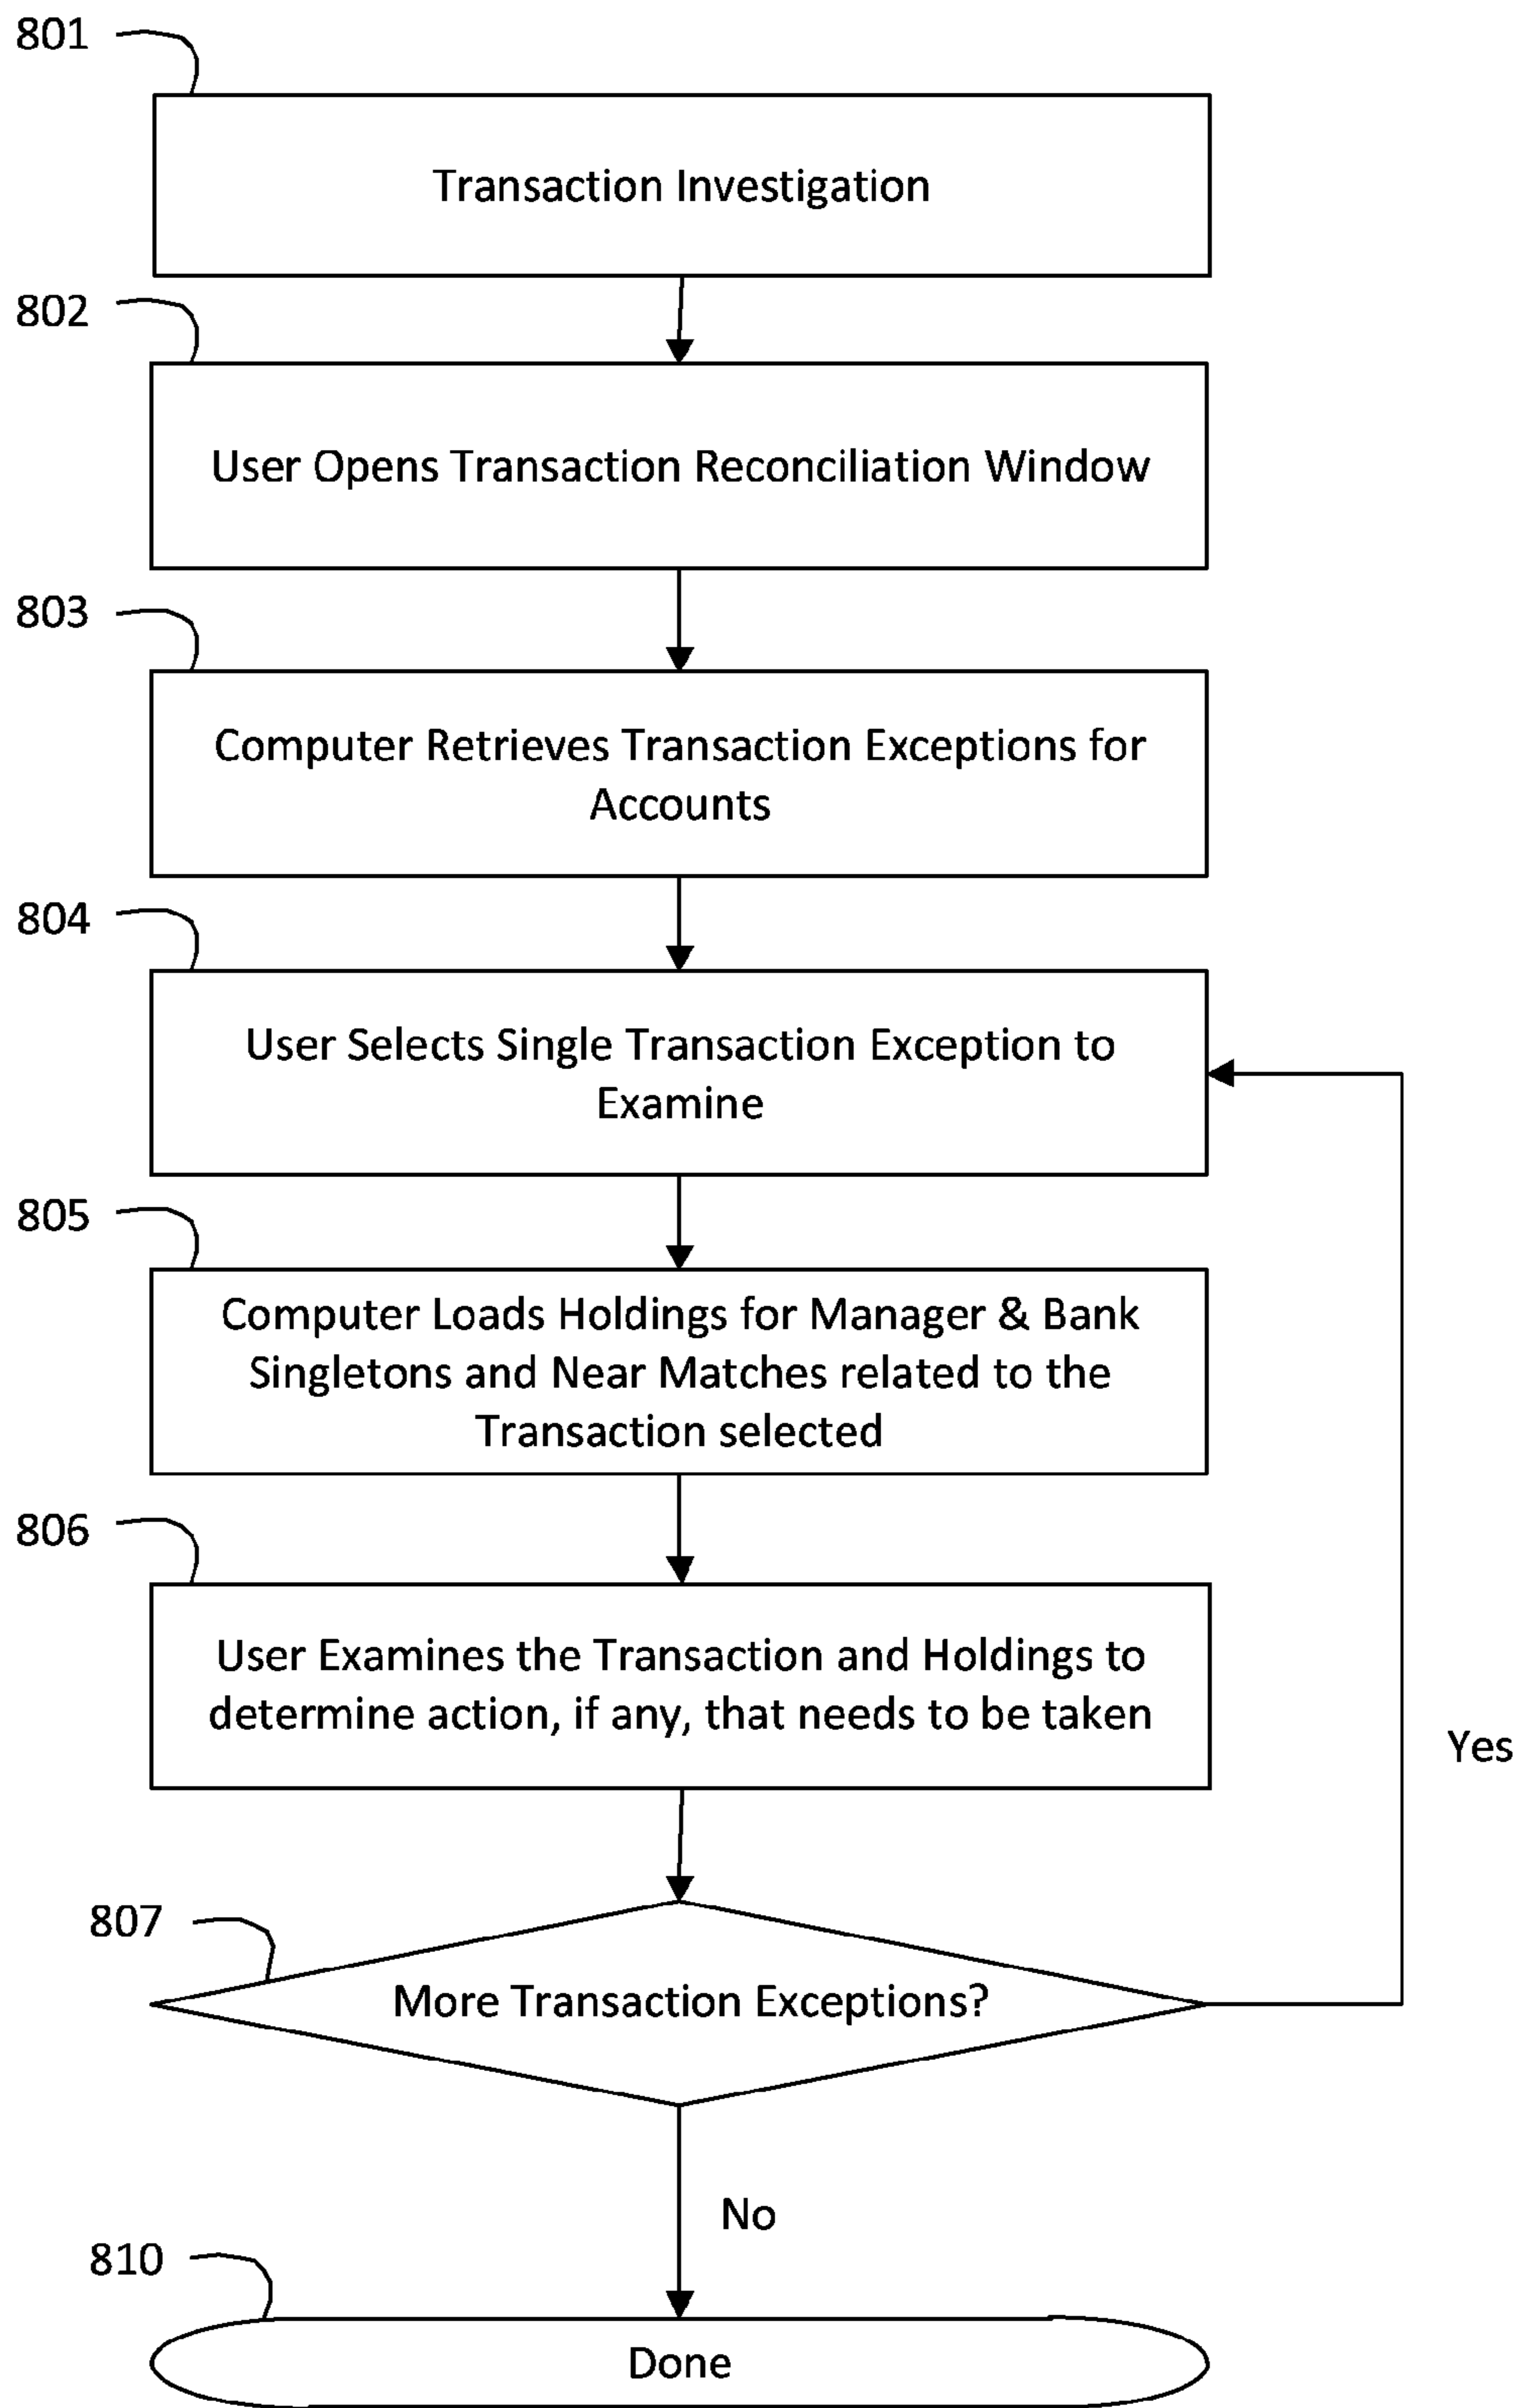 801
Transaction Investigation
802
User Opens Transaction Reconciliation Window
803
Computer Retrieves Transaction Exceptions for
Accounts
804
User Selects Single Transaction Exception to
Examine
805
Computer Loads Holdings for Manager & Bank
Singletons and Near Matches related to the
Transaction selected
806
User Examines the Transaction and Holdings to
determine action, if any, that needs to be taken
Yes
807
More Transaction Exceptions?
No
810
Done